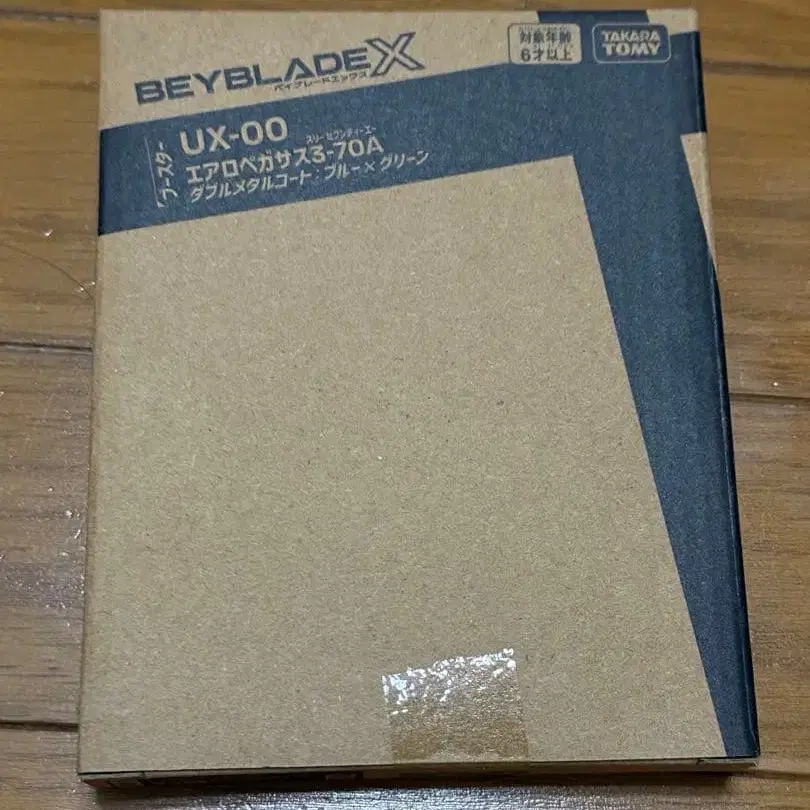 BEYBLADE X
ベイブレードエックス
対象年齢
6才以上
TAKARA
TOMY
ブースター
UX-00
スリーセブンティーエー
エアロペガサス3-70A
ダブルメタルコート:ブルー×グリーン